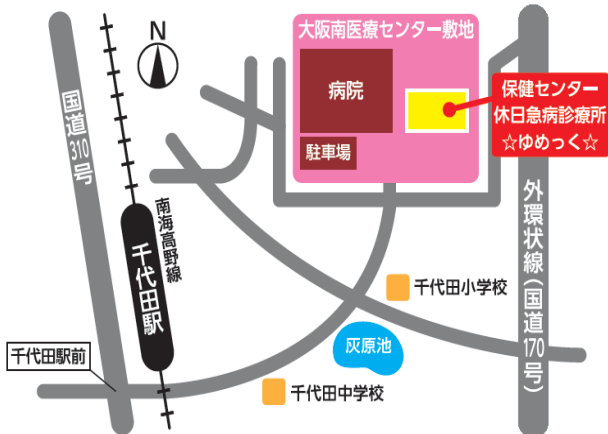 大阪南医療センター敷地
N
病院
保健センター
休日急病診療所
☆ゆめっく☆
駐車場
国道310号
南海高野線
千代田駅
外環状線(国道170号)
千代田小学校
灰原池
千代田駅前
千代田中学校